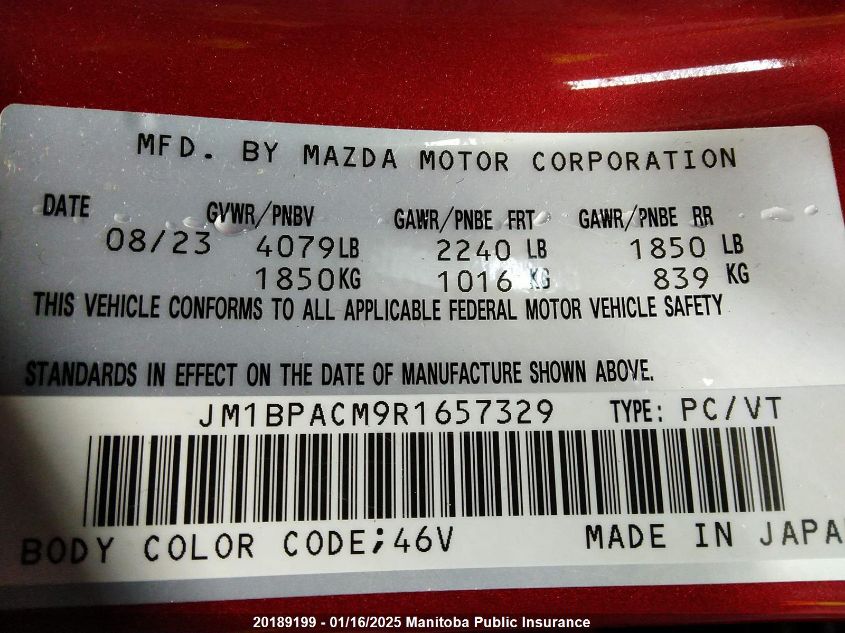 MFD. BY MAZDA MOTOR CORPORATION
DATE GVWR/PNBV GAWR/PNBE FRT GAWR/PNBE RR
08/23 4079LB 2240 LB 1850 LB
1850KG 1016 KG 839 KG
THIS VEHICLE CONFORMS TO ALL APPLICABLE FEDERAL MOTOR VEHICLE SAFETY
STANDARDS IN EFFECT ON THE DATE OF MANUFACTURE SHOWN ABOVE.
JM1BPACM9R1657329 TYPE: PC/VT
BODY COLOR CODE;46V MADE IN JAPA
20189199 - 01/16/2025 Manitoba Public Insurance